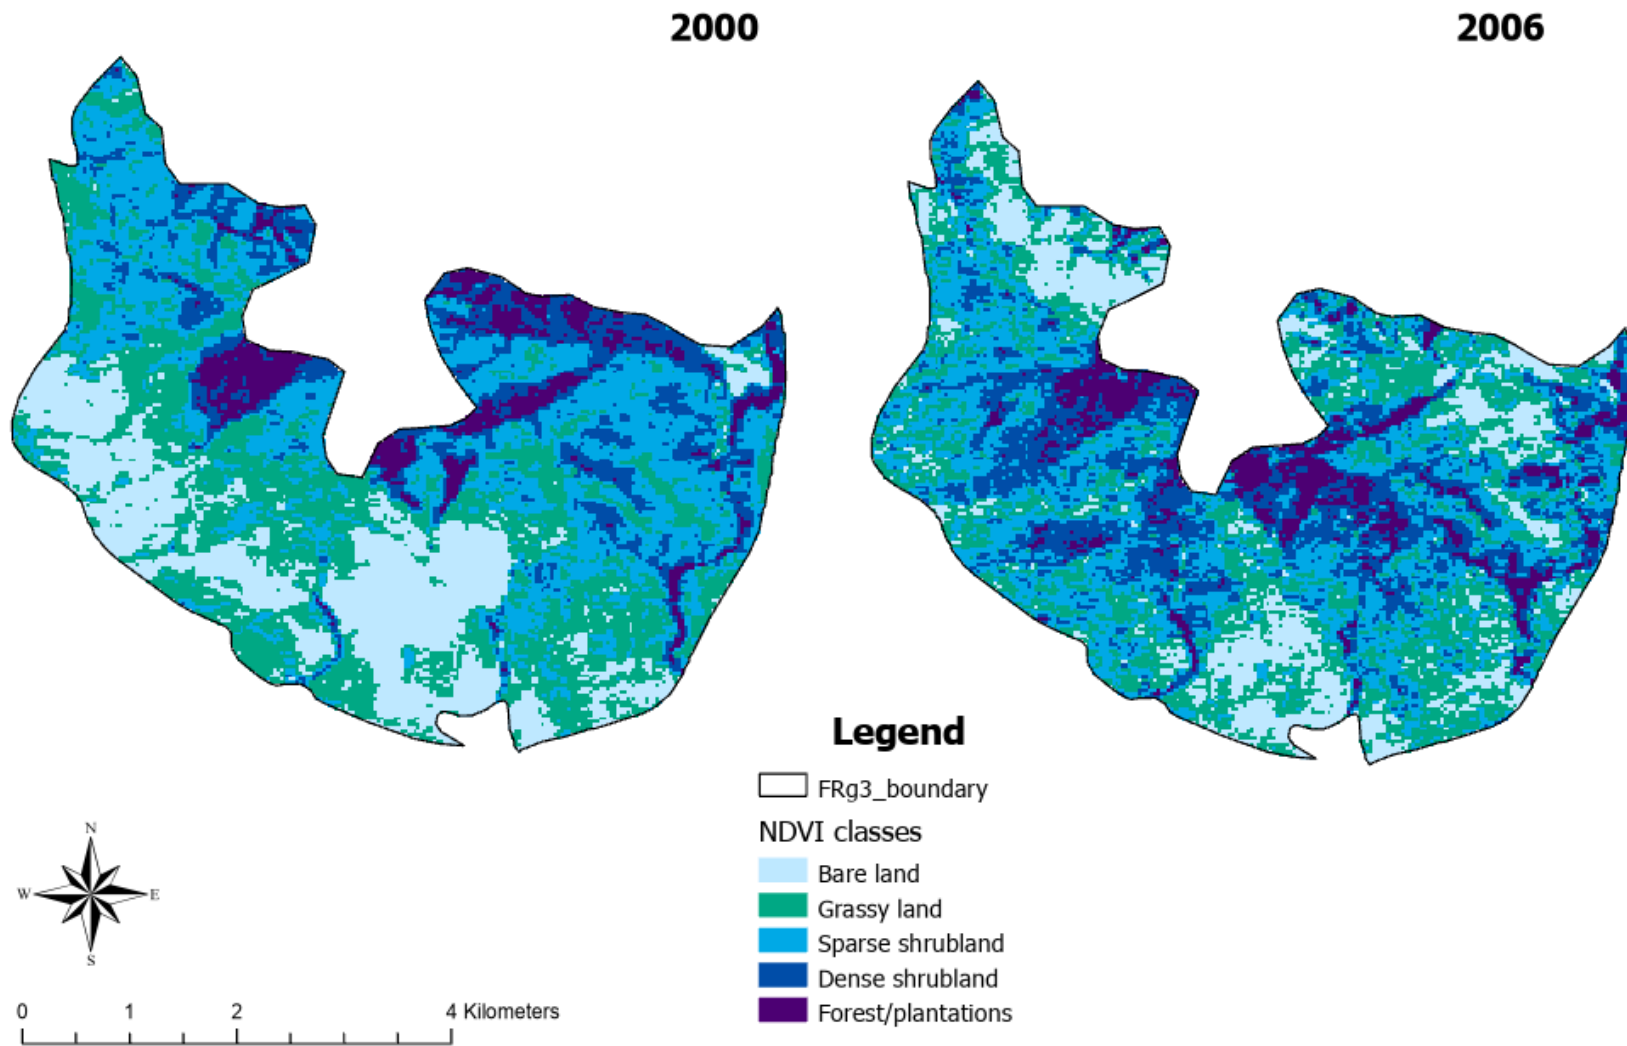 2000
2006
Legend
FRg3_boundary
NDVI classes
Bare land
Grassy land
Sparse shrubland
Dense shrubland
Forest/plantations
N
W E
S
0 1 2 4 Kilometers